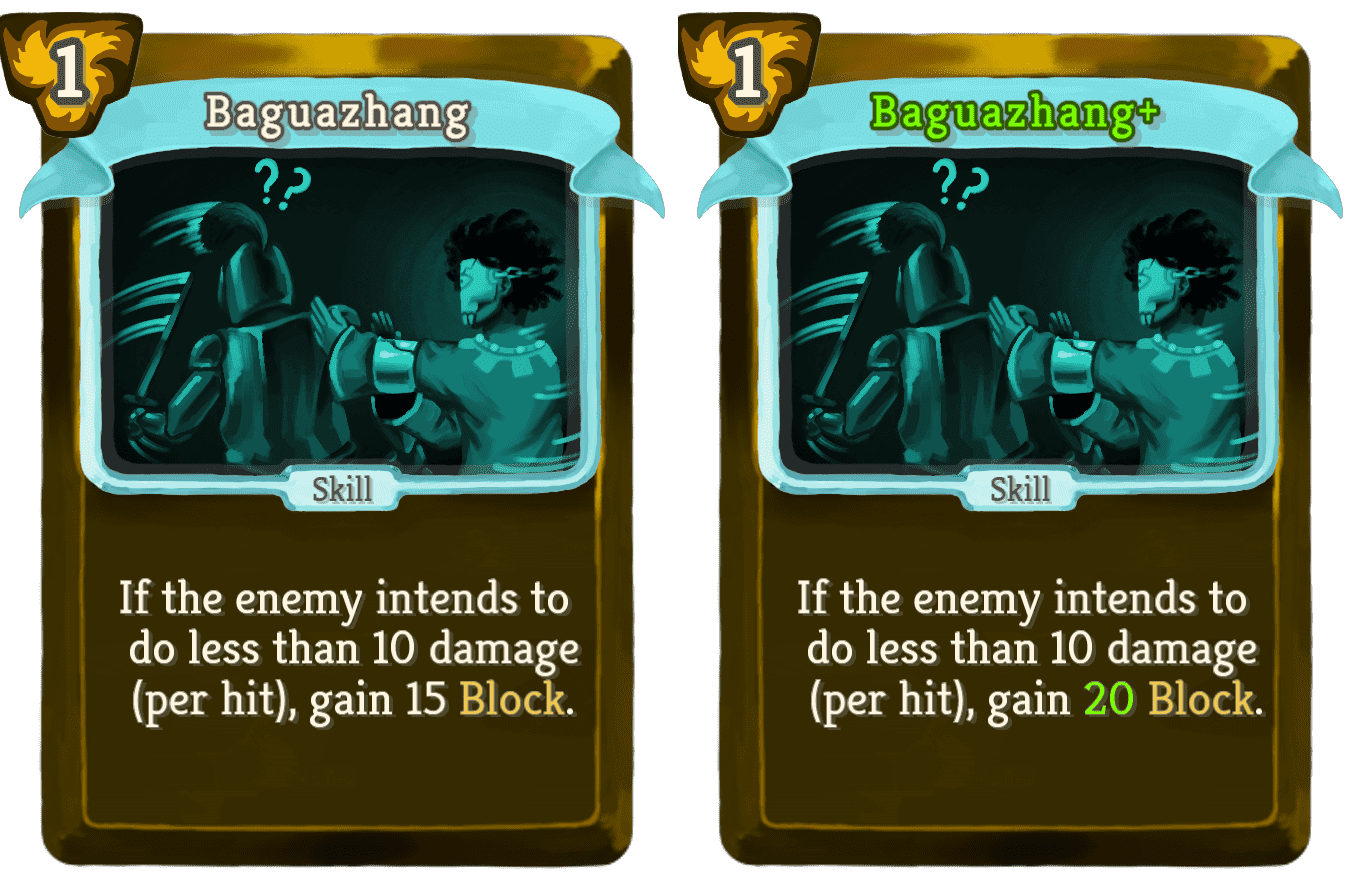 1
Baguazhang
??
Skill
If the enemy intends to
do less than 10 damage
(per hit), gain 15 Block.
1
Baguazhang+
??
Skill
If the enemy intends to
do less than 10 damage
(per hit), gain 20 Block.